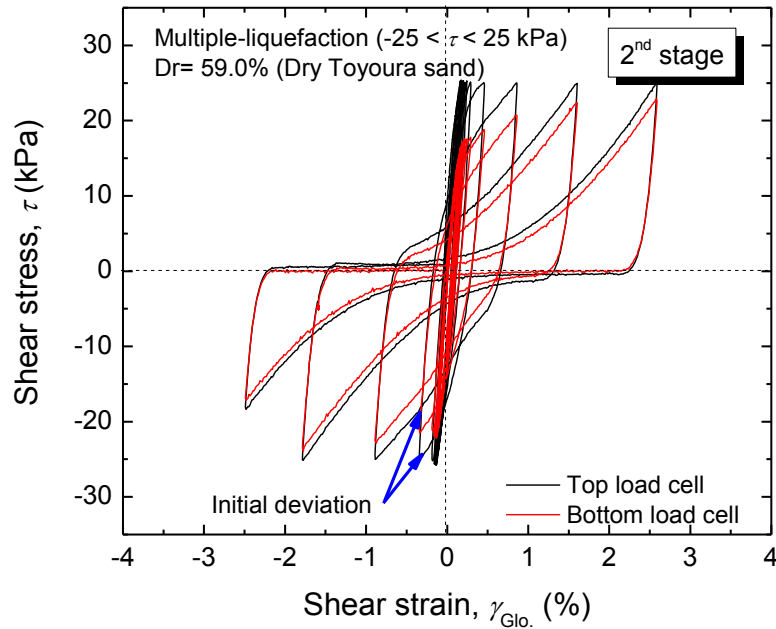 Multiple-liquefaction (-25 < τ < 25 kPa)
Dr= 59.0% (Dry Toyoura sand)
2nd stage
Shear stress, τ (kPa)
30
20
10
0
-10
-20
-30
Initial deviation
Top load cell
Bottom load cell
-4 -3 -2 -1 0 1 2 3 4
Shear strain, γGlo. (%)